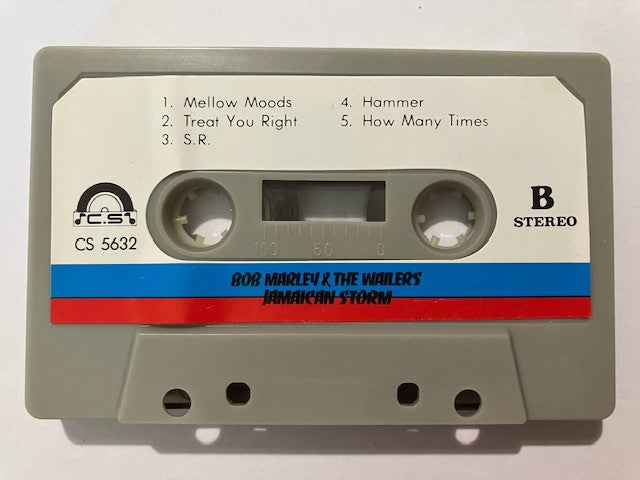 1. Mellow Moods
2. Treat You Right
3. S.R.
4. Hammer
5. How Many Times
C.S
CS 5632
B
STEREO
100 50 0
BOB MARLEY & THE WAILERS
JAMAICAN STORM